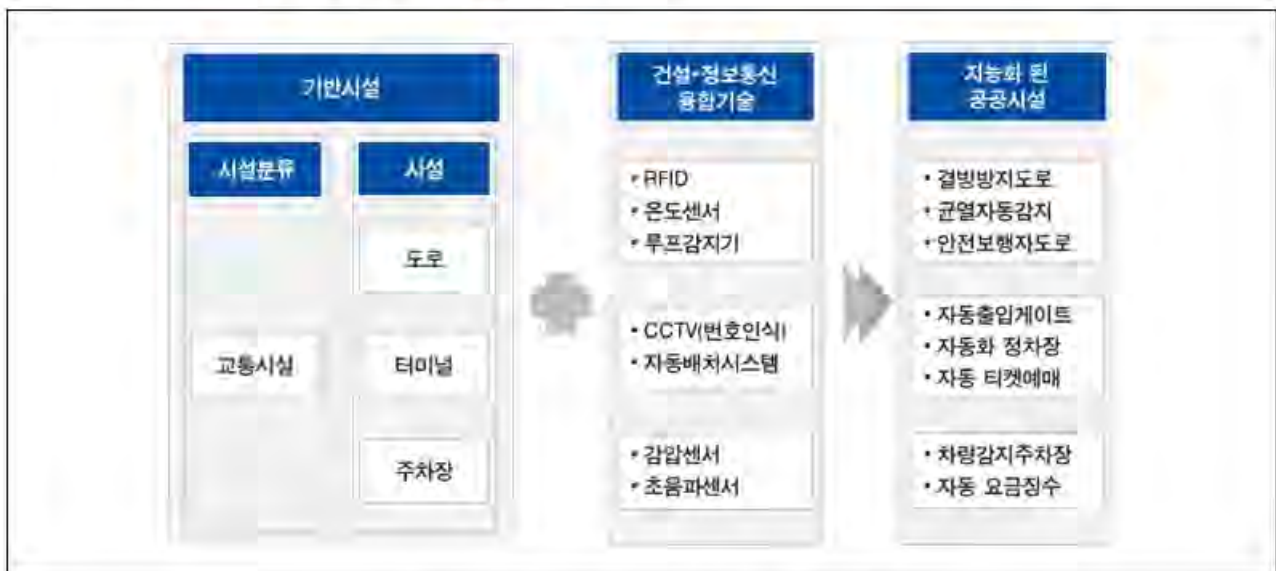 기반시설
시설분류
시설
교통시설
도로
터미널
주차장
건설·정보통신
융합기술
• RFID
• 온도센서
• 루프감지기
• CCTV(번호인식)
• 자동배차시스템
• 감압센서
• 초음파센서
지능화 된
공공시설
• 결빙방지도로
• 균열자동감지
• 안전보행자도로
• 자동출입게이트
• 자동화 정차장
• 자동 티켓예매
• 차량감지주차장
• 자동 요금징수